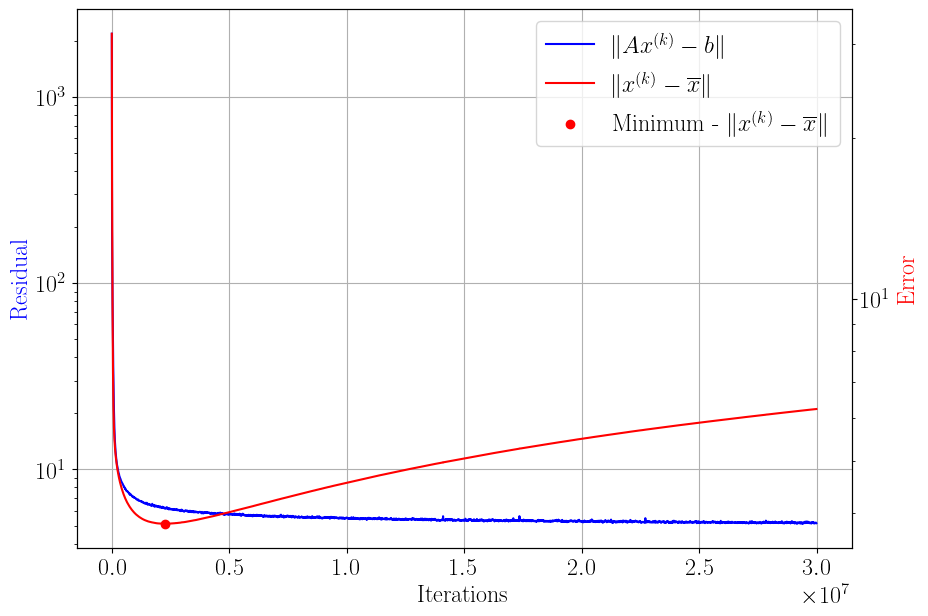 ‖Ax^(k) − b‖
‖x^(k) − x̅‖
Minimum - ‖x^(k) − x̅‖
Residual
10^3
10^2
10^1
Error
10^1
0.0 0.5 1.0 1.5 2.0 2.5 3.0
Iterations
×10^7